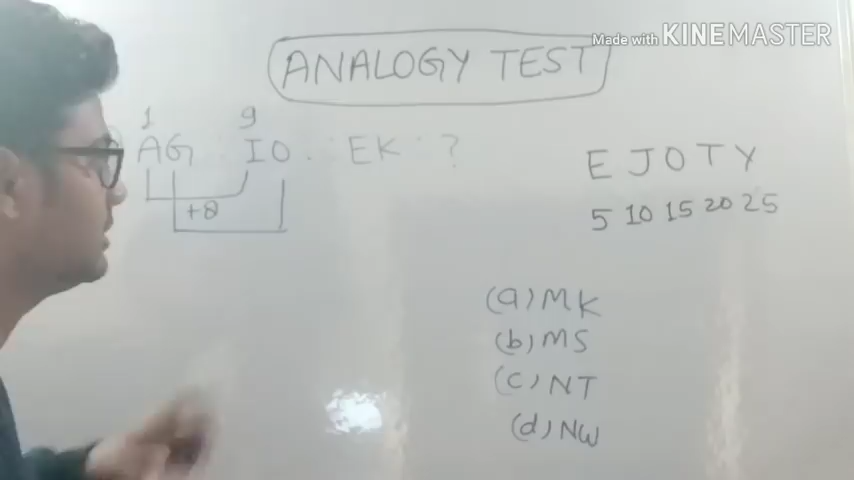 Made with KINEMASTER
ANALOGY TEST
1 9
AG : IO :: EK : ?
+8
E J O T Y
5 10 15 20 25
(a) MK
(b) MS
(c) NT
(d) NW